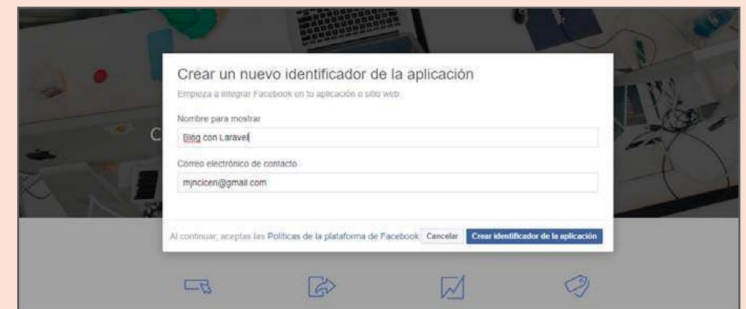 Crear un nuevo identificador de la aplicación
Empieza a integrar Facebook en tu aplicación o sitio web
Nombre para mostrar
Blog con Laravel
C
Correo electrónico de contacto
mjnciceri@gmail.com
Al continuar, aceptas las Políticas de la plataforma de Facebook Cancelar Crear identificador de la aplicación